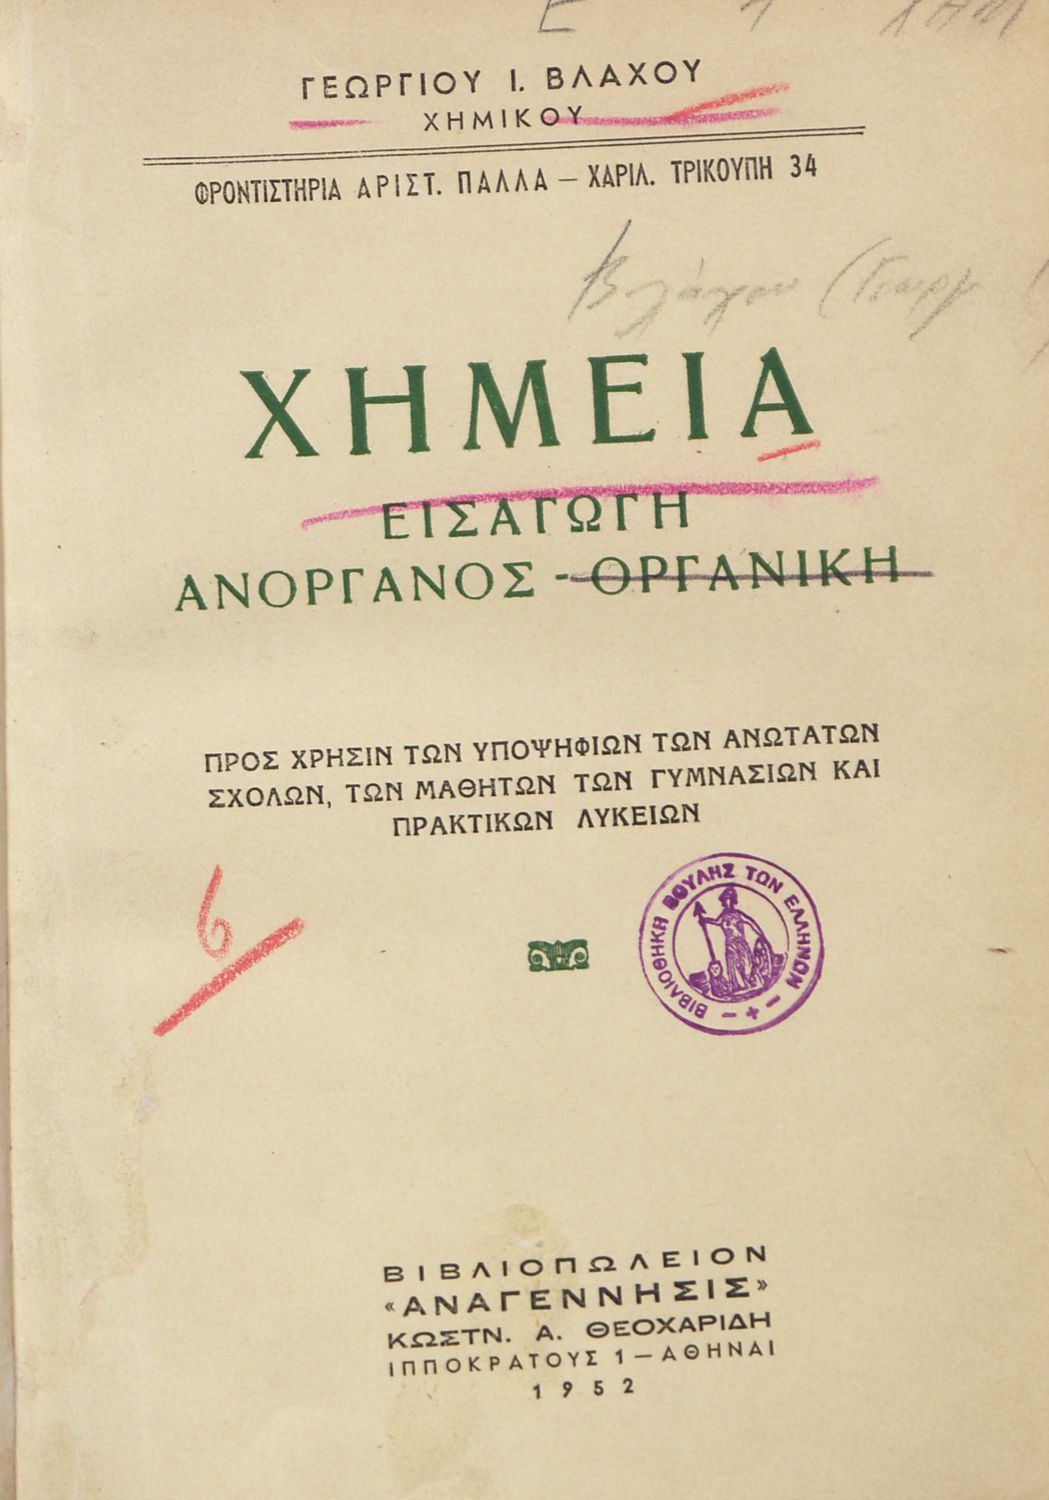 ΓΕΩΡΓΙΟΥ Ι. ΒΛΑΧΟΥ
ΧΗΜΙΚΟΥ
ΦΡΟΝΤΙΣΤΗΡΙΑ ΑΡΙΣΤ. ΠΑΛΛΑ — ΧΑΡΙΛ. ΤΡΙΚΟΥΠΗ 34
Βλάχου (Γεωργ
ΧΗΜΕΙΑ
ΕΙΣΑΓΩΓΗ
ΑΝΟΡΓΑΝΟΣ - ΟΡΓΑΝΙΚΗ
ΠΡΟΣ ΧΡΗΣΙΝ ΤΩΝ ΥΠΟΨΗΦΙΩΝ ΤΩΝ ΑΝΩΤΑΤΩΝ
ΣΧΟΛΩΝ, ΤΩΝ ΜΑΘΗΤΩΝ ΤΩΝ ΓΥΜΝΑΣΙΩΝ ΚΑΙ
ΠΡΑΚΤΙΚΩΝ ΛΥΚΕΙΩΝ
6
ΒΙΒΛΙΟΘΗΚΗ ΒΟΥΛΗΣ ΤΩΝ ΕΛΛΗΝΩΝ
ΒΙΒΛΙΟΠΩΛΕΙΟΝ
«ΑΝΑΓΕΝΝΗΣΙΣ»
ΚΩΣΤΝ. Α. ΘΕΟΧΑΡΙΔΗ
ΙΠΠΟΚΡΑΤΟΥΣ 1 — ΑΘΗΝΑΙ
1952